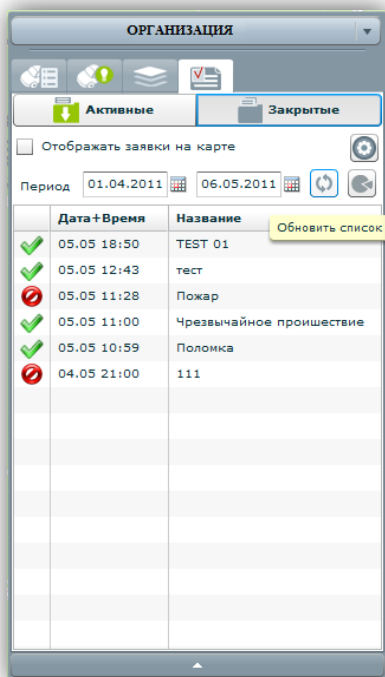 ОРГАНИЗАЦИЯ
Активные Закрытые
Отображать заявки на карте
Период 01.04.2011 06.05.2011
Дата+Время Название
Обновить список
05.05 18:50 TEST 01
05.05 12:43 тест
05.05 11:28 Пожар
05.05 11:00 Чрезвычайное проишествие
05.05 10:59 Поломка
04.05 21:00 111